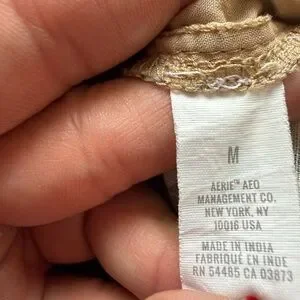 M
AERIE™ AEO
MANAGEMENT CO.
NEW YORK, NY
10016 USA
MADE IN INDIA
FABRIQUÉ EN INDE
RN 54485 CA 03873